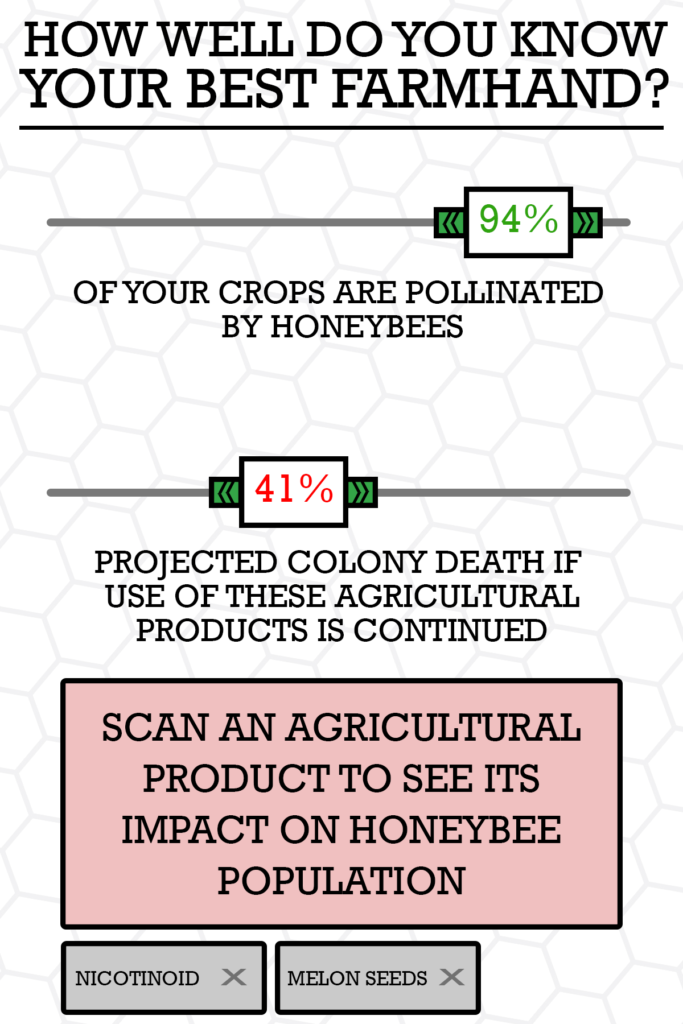 HOW WELL DO YOU KNOW
YOUR BEST FARMHAND?
94%
OF YOUR CROPS ARE POLLINATED
BY HONEYBEES
41%
PROJECTED COLONY DEATH IF
USE OF THESE AGRICULTURAL
PRODUCTS IS CONTINUED
SCAN AN AGRICULTURAL
PRODUCT TO SEE ITS
IMPACT ON HONEYBEE
POPULATION
NICOTINOID X
MELON SEEDS X